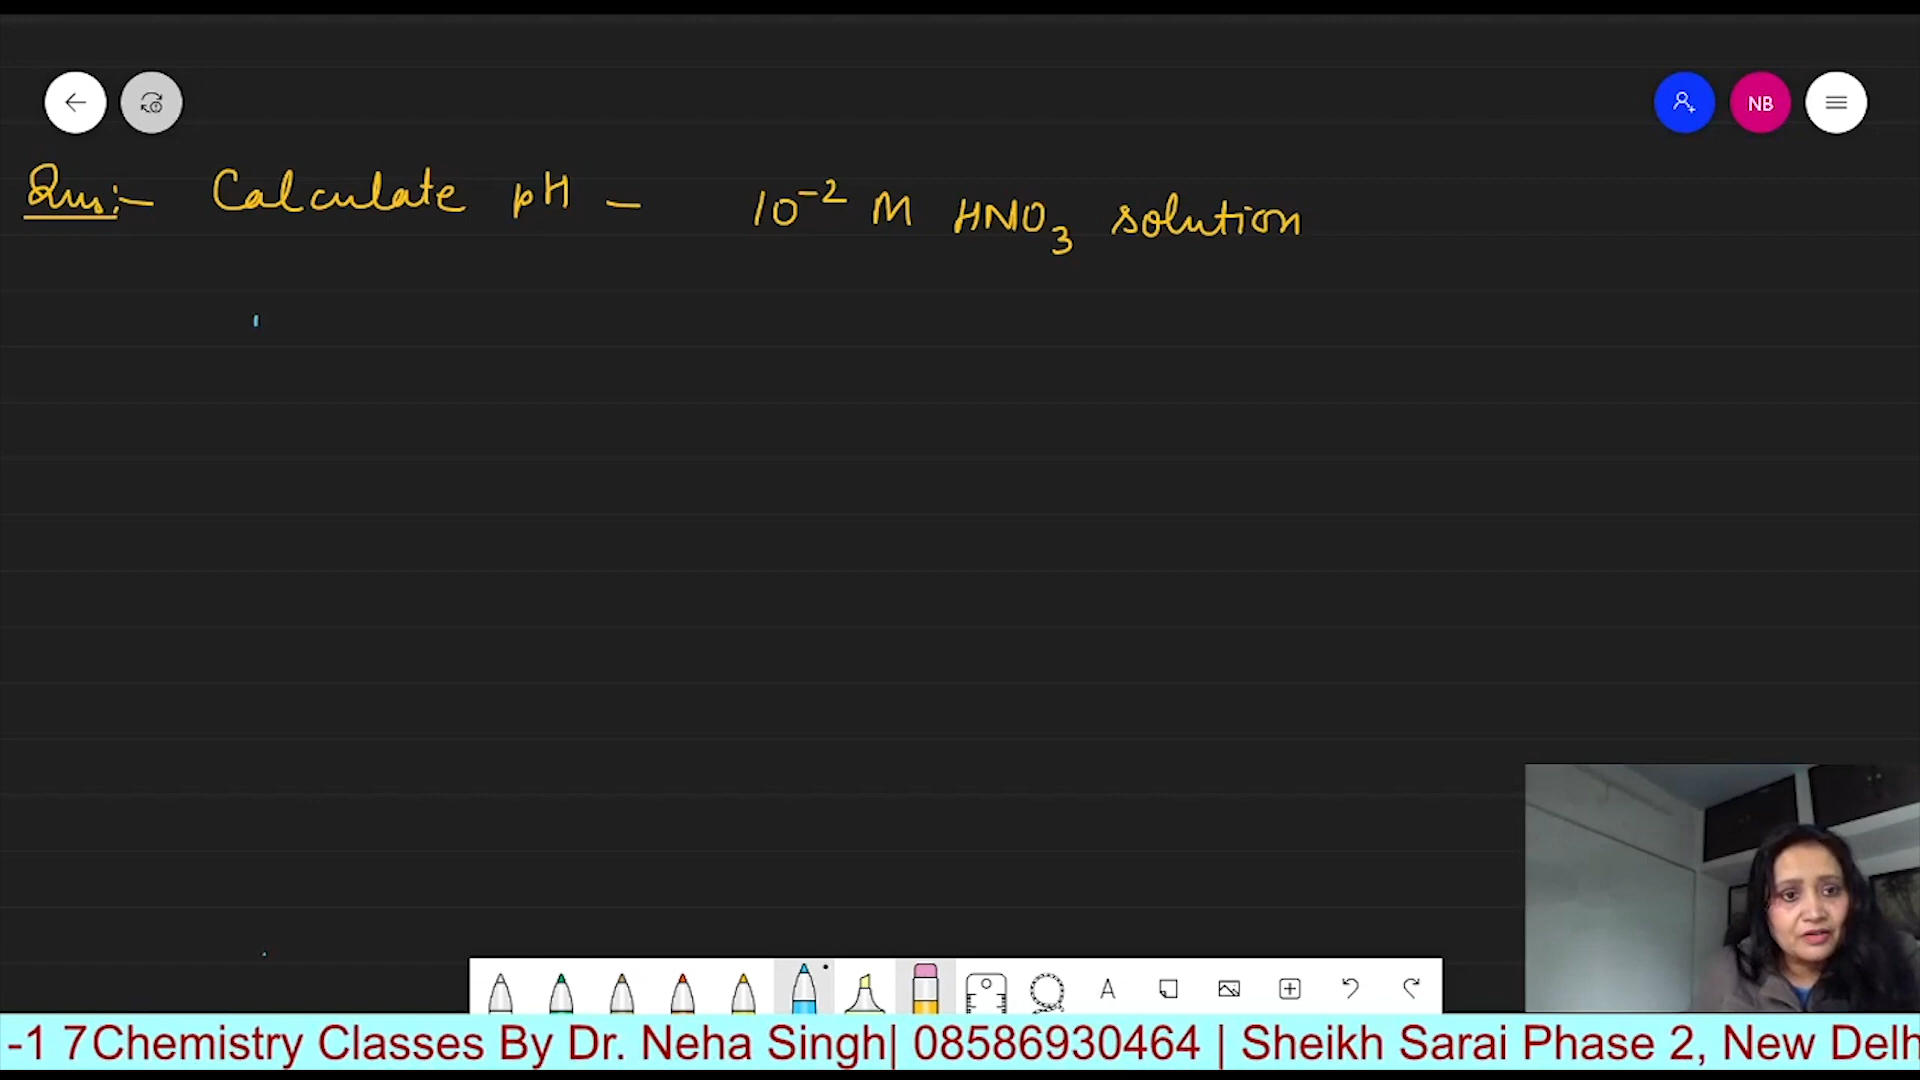 NB
Qus:- Calculate pH - 10⁻² M HNO₃ solution
A
-1 7Chemistry Classes By Dr. Neha Singh| 08586930464 | Sheikh Sarai Phase 2, New Delh